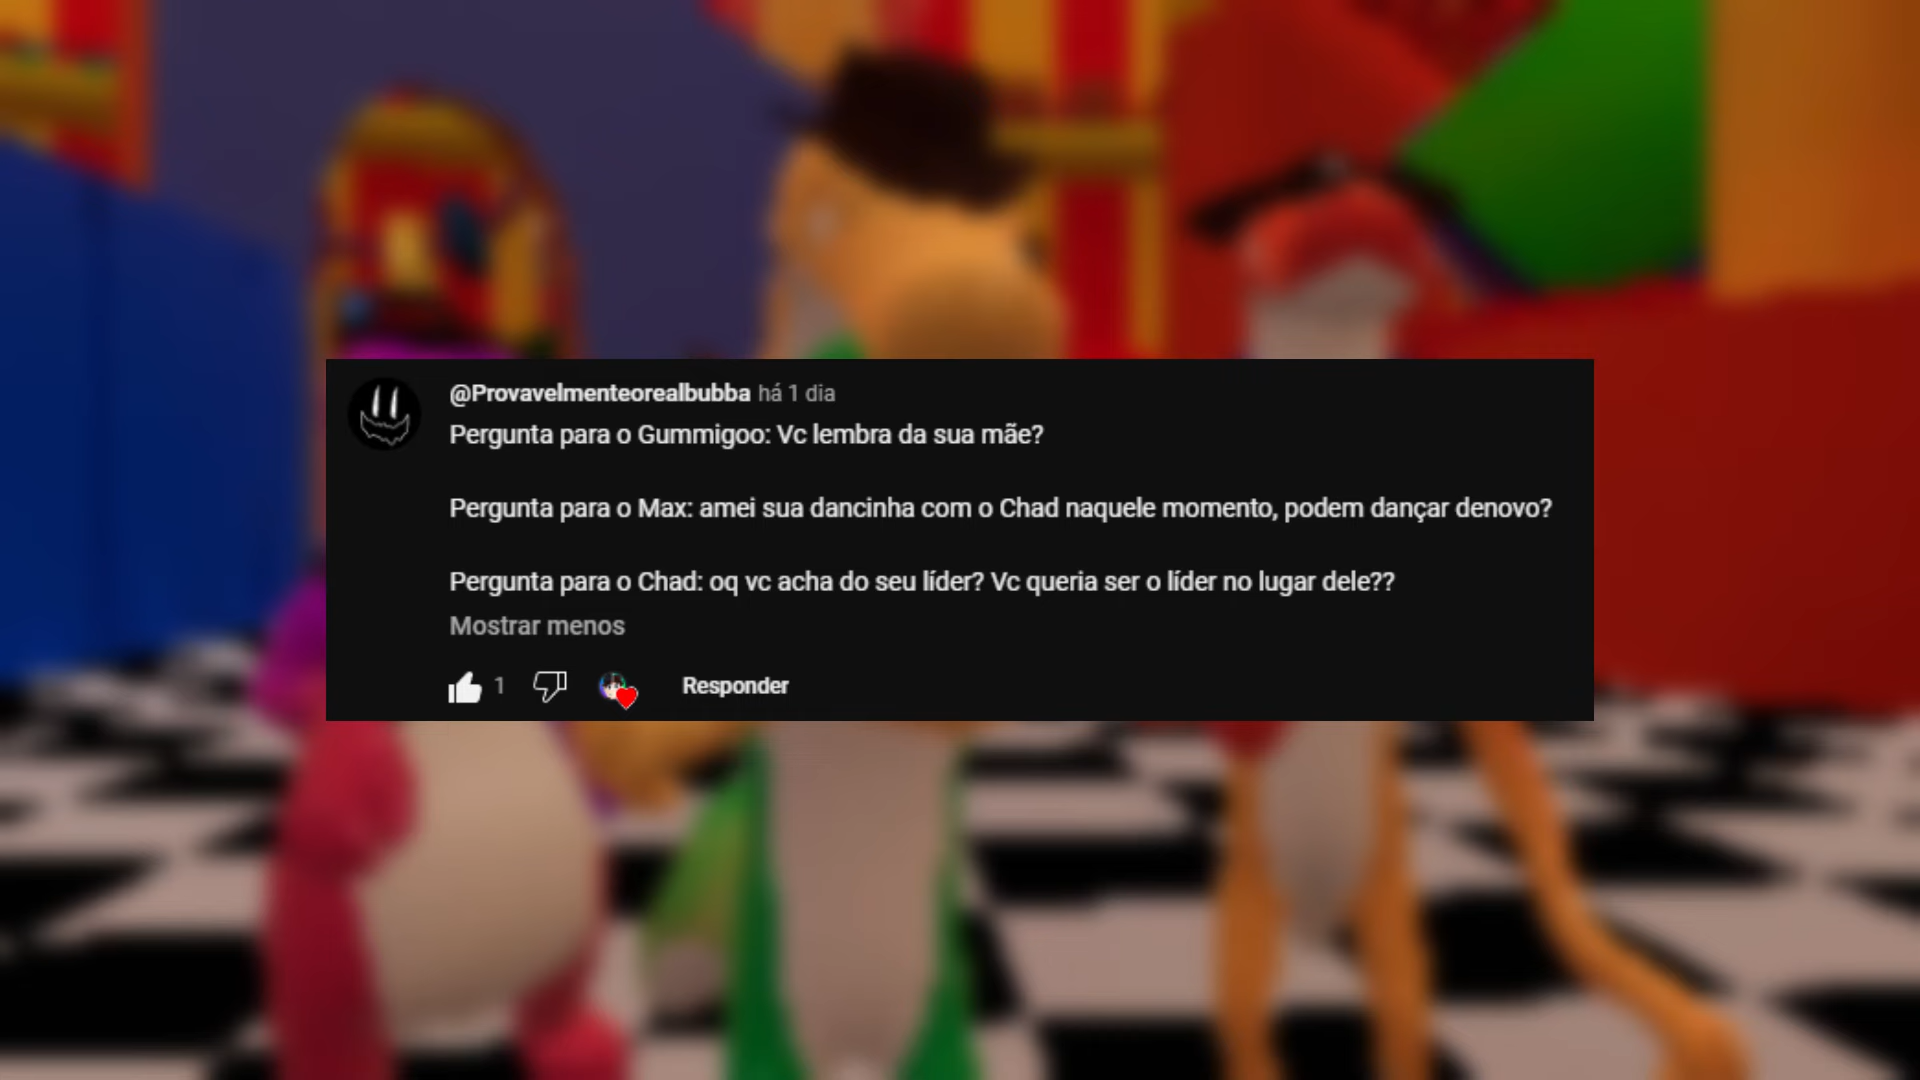 @Provavelmenteorealbubba há 1 dia
Pergunta para o Gummigoo: Vc lembra da sua mãe?
Pergunta para o Max: amei sua dancinha com o Chad naquele momento, podem dançar denovo?
Pergunta para o Chad: oq vc acha do seu líder? Vc queria ser o líder no lugar dele??
Mostrar menos
1 Responder